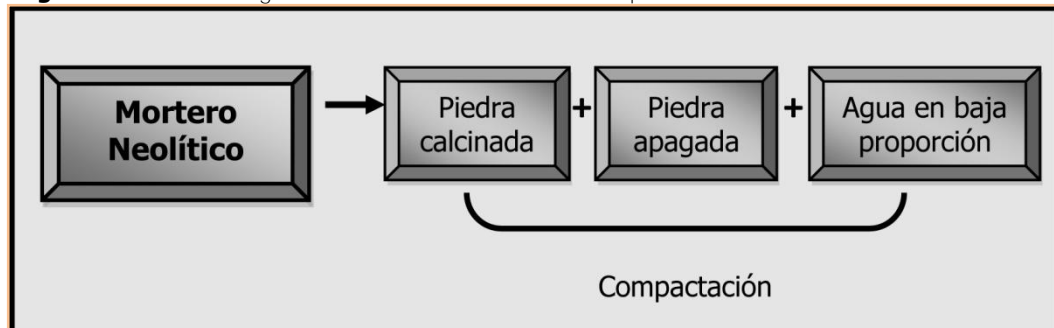 Mortero
Neolítico
Piedra
calcinada
+
Piedra
apagada
+
Agua en baja
proporción
Compactación